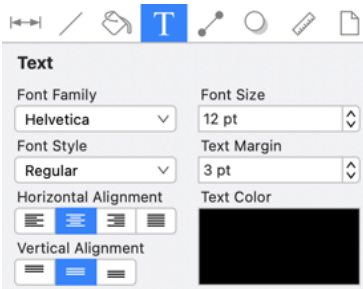 T
Text
Font Family Font Size
Helvetica 12 pt
Font Style Text Margin
Regular 3 pt
Horizontal Alignment Text Color
Vertical Alignment